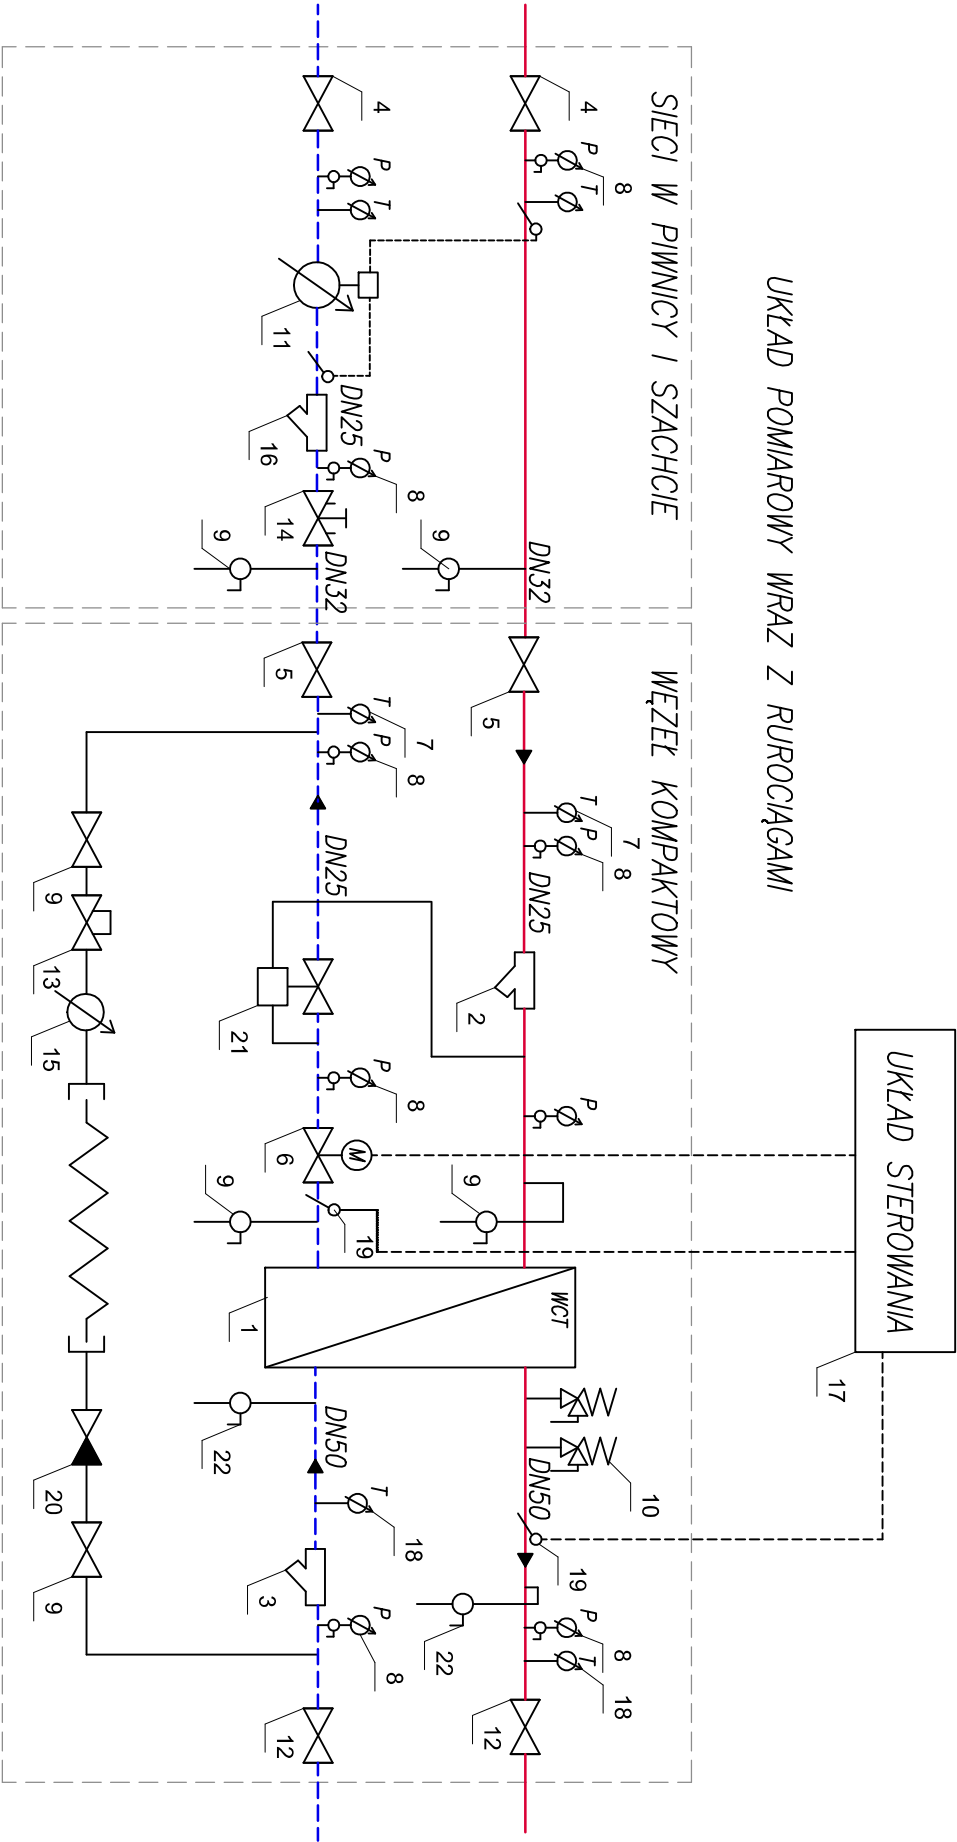 UKŁAD STEROWANIA
17
UKŁAD POMIAROWY WRAZ Z RUROCIĄGAMI
SIECI W PIWNICY I SZACHCIE
WĘZEŁ KOMPAKTOWY
10
8
7
8
8
18
4
P
T
T
P
P
19
P
T
WCT
DN32
DN25
DN50
5
2
9
12
9
22
8
7
8
8
18
8
4
P
T
P
T
P
P
T
P
M
19
DN25
DN32
DN25
DN50
11
14
5
6
12
16
3
9
21
9
1
22
9
13
15
20
9